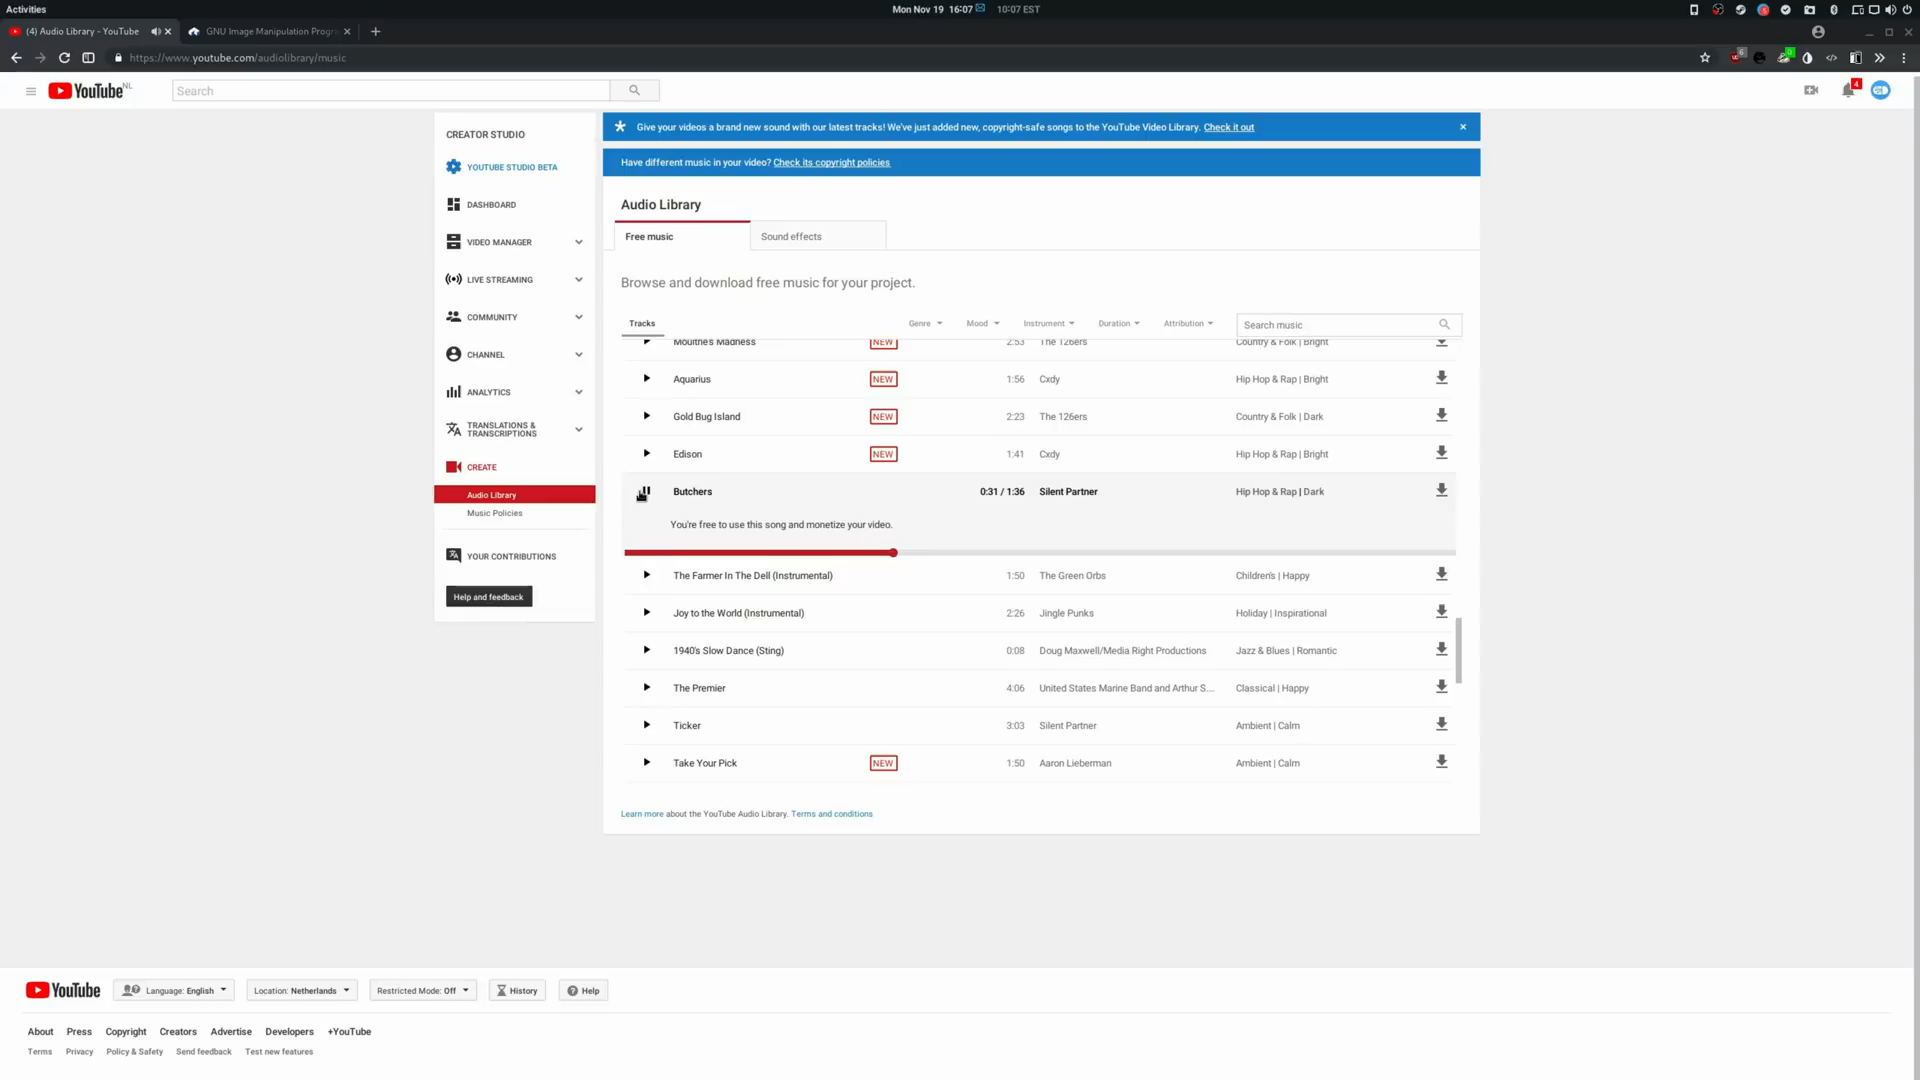 Activities
Mon Nov 19 16:07 10:07 EST
(4) Audio Library - YouTube
GNU Image Manipulation Progr
https://www.youtube.com/audiolibrary/music
6
0
YouTube NL
Search
4
CREATOR STUDIO
YOUTUBE STUDIO BETA
DASHBOARD
VIDEO MANAGER
LIVE STREAMING
COMMUNITY
CHANNEL
ANALYTICS
TRANSLATIONS &
TRANSCRIPTIONS
CREATE
Audio Library
Music Policies
YOUR CONTRIBUTIONS
Help and feedback
Give your videos a brand new sound with our latest tracks! We've just added new, copyright-safe songs to the YouTube Video Library. Check it out
Have different music in your video? Check its copyright policies
Audio Library
Free music
Sound effects
Browse and download free music for your project.
Tracks Genre Mood Instrument Duration Attribution Search music
Moulthe's Madness NEW 2:53 The 126ers Country & Folk | Bright
Aquarius NEW 1:56 Cxdy Hip Hop & Rap | Bright
Gold Bug Island NEW 2:23 The 126ers Country & Folk | Dark
Edison NEW 1:41 Cxdy Hip Hop & Rap | Bright
Butchers 0:31 / 1:36 Silent Partner Hip Hop & Rap | Dark
You're free to use this song and monetize your video.
The Farmer In The Dell (Instrumental) 1:50 The Green Orbs Children's | Happy
Joy to the World (Instrumental) 2:26 Jingle Punks Holiday | Inspirational
1940's Slow Dance (Sting) 0:08 Doug Maxwell/Media Right Productions Jazz & Blues | Romantic
The Premier 4:06 United States Marine Band and Arthur S... Classical | Happy
Ticker 3:03 Silent Partner Ambient | Calm
Take Your Pick NEW 1:50 Aaron Lieberman Ambient | Calm
Learn more about the YouTube Audio Library. Terms and conditions
YouTube Language: English Location: Netherlands Restricted Mode: Off History Help
About Press Copyright Creators Advertise Developers +YouTube
Terms Privacy Policy & Safety Send feedback Test new features